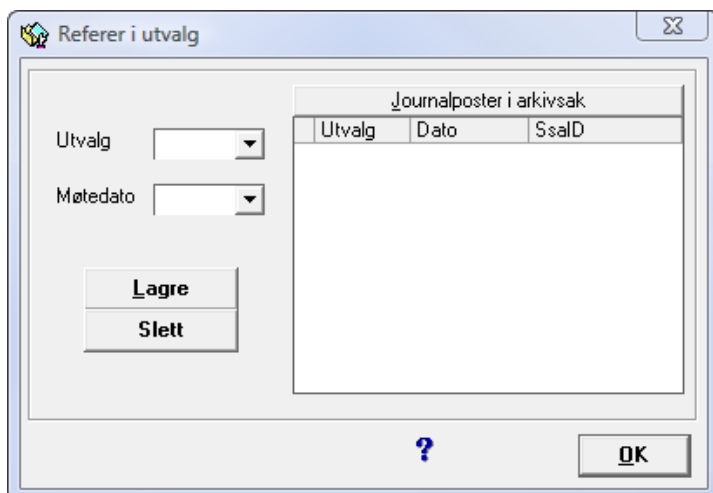 Referer i utvalg
Journalposter i arkivsak
Utvalg Dato SsaID
Utvalg
Møtedato
Lagre
Slett
?
OK